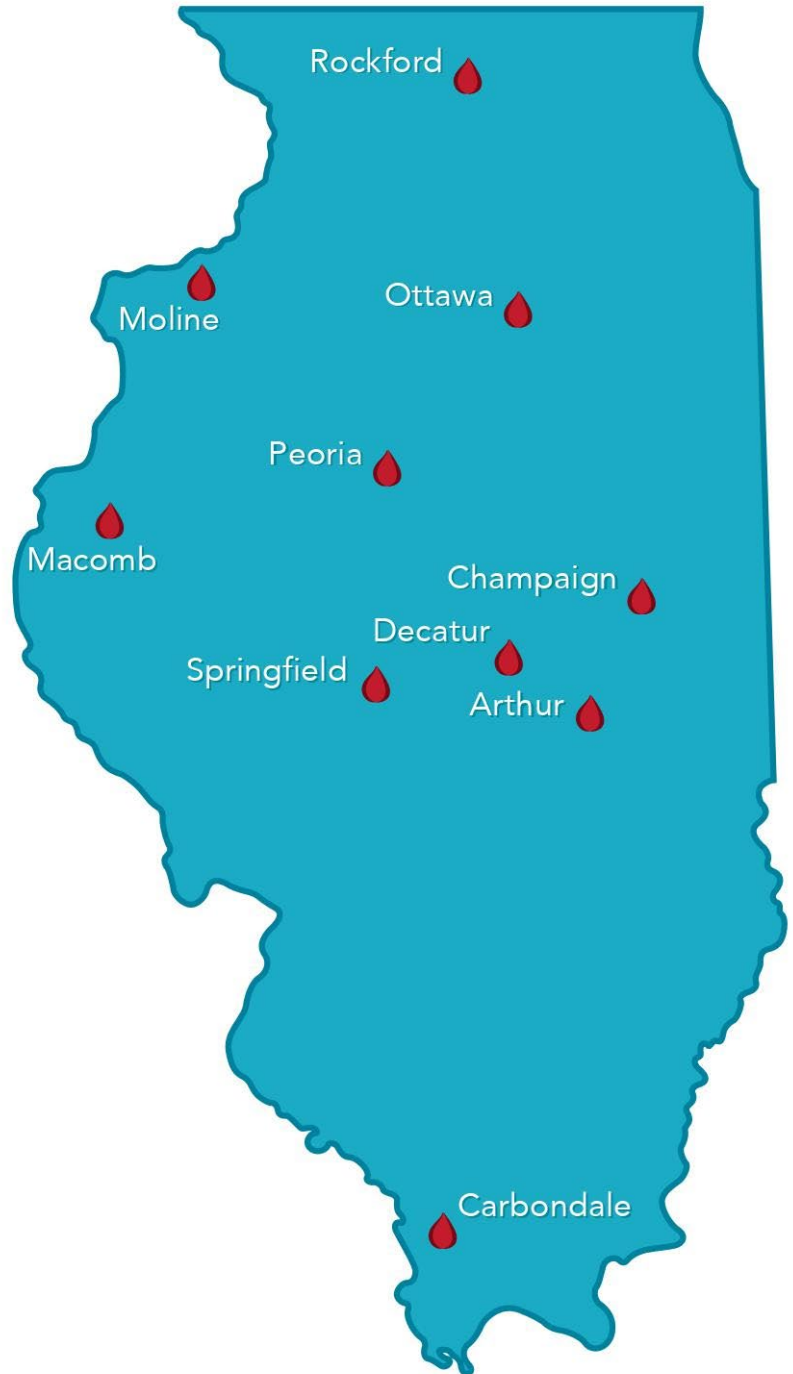 Rockford
Ottawa
Moline
Peoria
Macomb
Champaign
Decatur
Springfield
Arthur
Carbondale